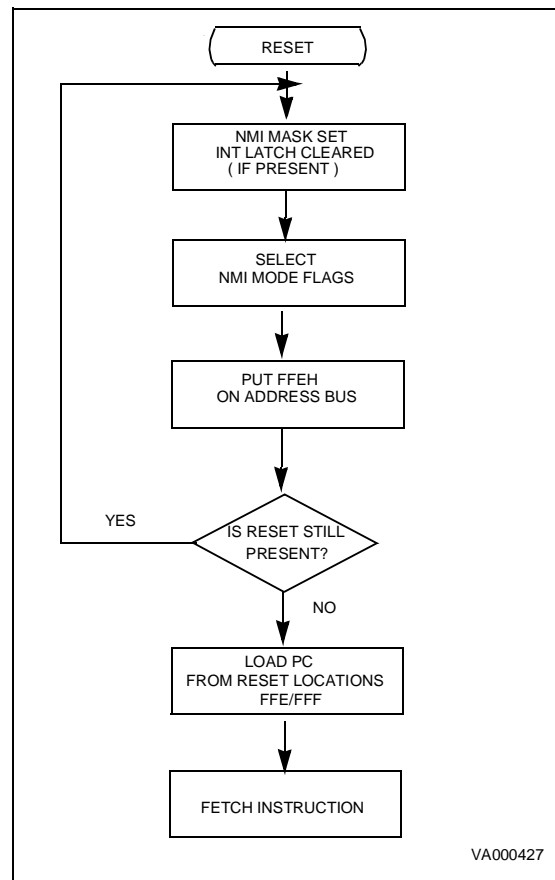 RESET
NMI MASK SET
INT LATCH CLEARED
( IF PRESENT )
SELECT
NMI MODE FLAGS
PUT FFEH
ON ADDRESS BUS
YES
IS RESET STILL
PRESENT?
NO
LOAD PC
FROM RESET LOCATIONS
FFE/FFF
FETCH INSTRUCTION
VA000427